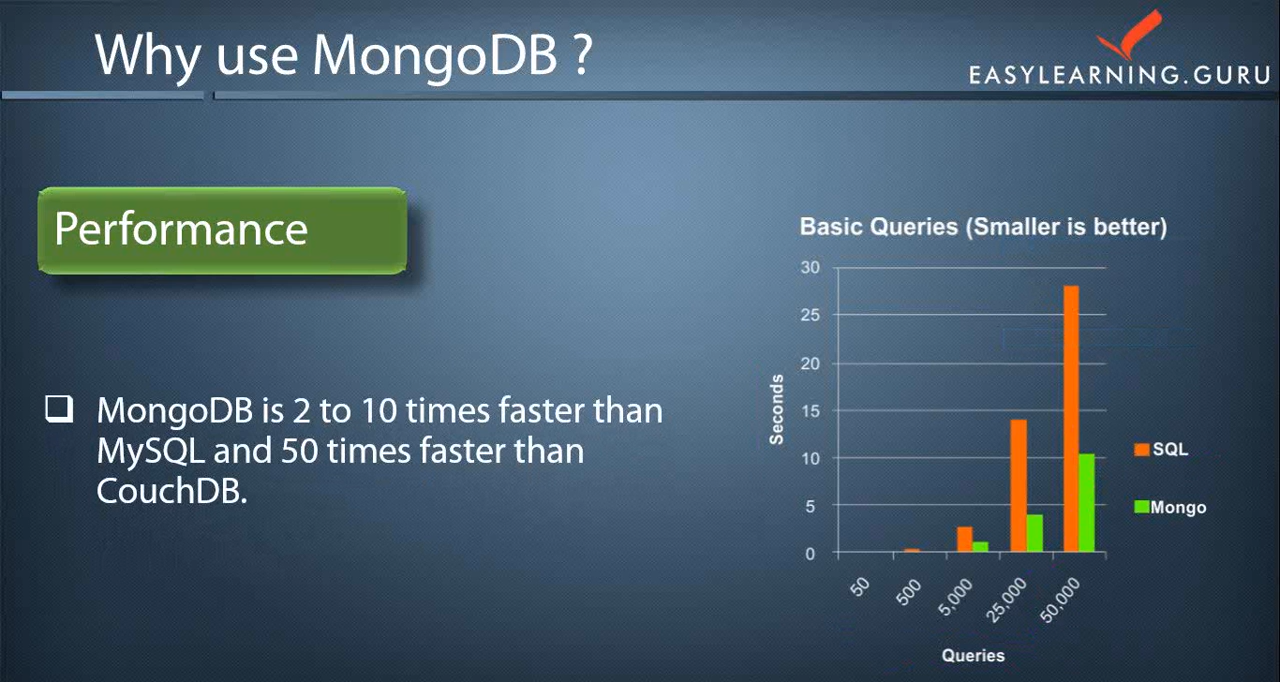 Why use MongoDB ?
EASYLEARNING.GURU
Performance
MongoDB is 2 to 10 times faster than
MySQL and 50 times faster than
CouchDB.
Basic Queries (Smaller is better)
30
25
20
15
10
5
0
Seconds
50
500
5,000
25,000
50,000
Queries
SQL
Mongo